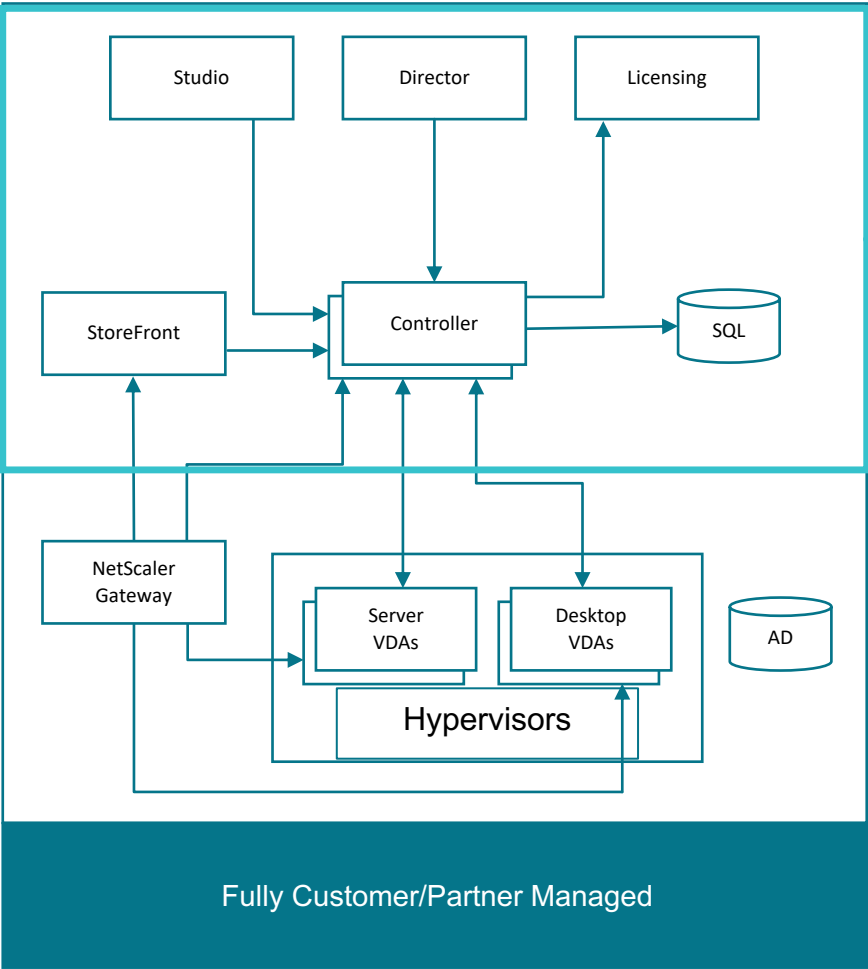 Studio
Director
Licensing
StoreFront
Controller
SQL
NetScaler
Gateway
Server
VDAs
Desktop
VDAs
AD
Hypervisors
Fully Customer/Partner Managed